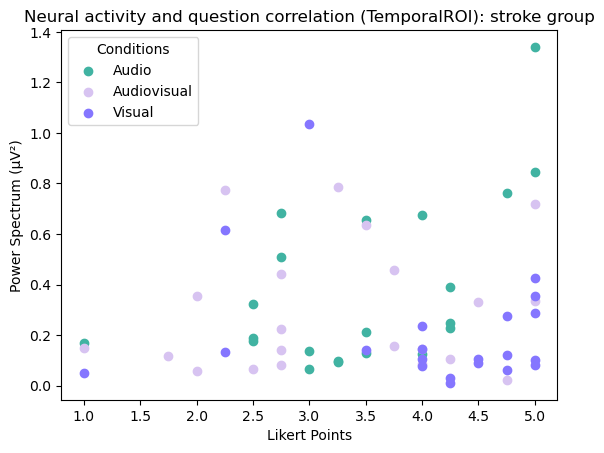 Neural activity and question correlation (TemporalROI): stroke group
Conditions
Audio
Audiovisual
Visual
Power Spectrum (μV²)
1.4
1.2
1.0
0.8
0.6
0.4
0.2
0.0
1.0 1.5 2.0 2.5 3.0 3.5 4.0 4.5 5.0
Likert Points